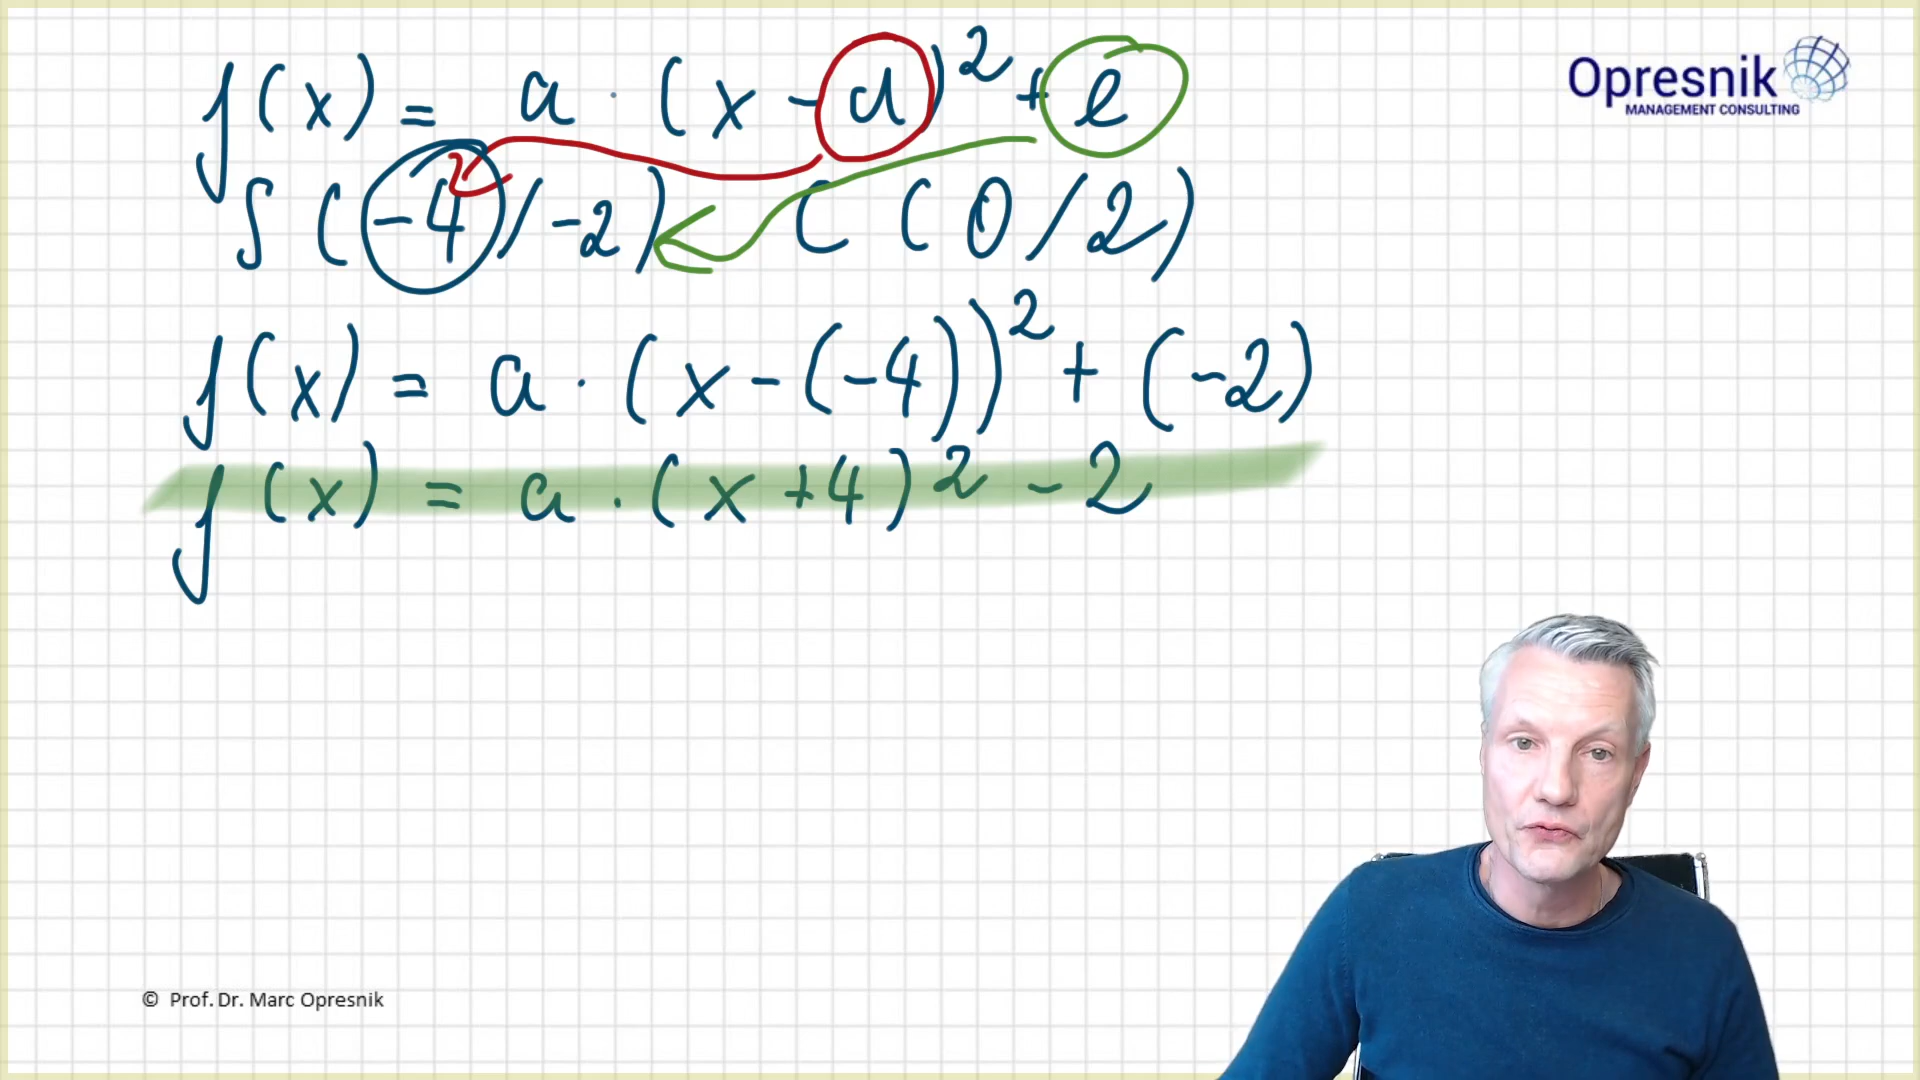 f(x) = a · (x - d)² + e
Opresnik
MANAGEMENT CONSULTING
S (-4/-2) C (0/2)
f(x) = a · (x - (-4))² + (-2)
f(x) = a · (x + 4)² - 2
© Prof. Dr. Marc Opresnik